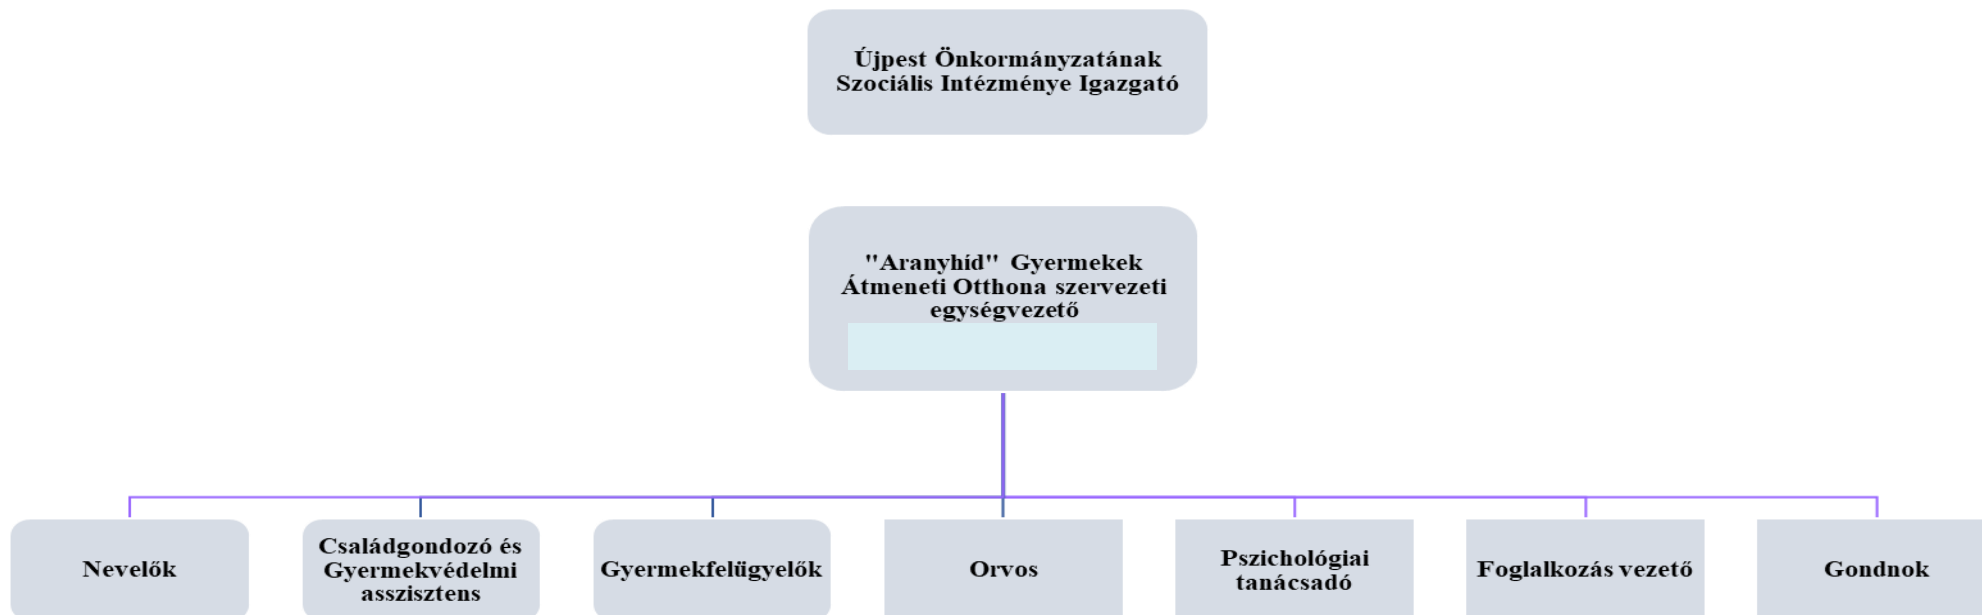 Újpest Önkormányzatának
Szociális Intézménye Igazgató
"Aranyhíd" Gyermekek
Átmeneti Otthona szervezeti
egységvezető
Nevelők
Családgondozó és
Gyermekvédelmi
asszisztens
Gyermekfelügyelők
Orvos
Pszichológiai
tanácsadó
Foglalkozás vezető
Gondnok